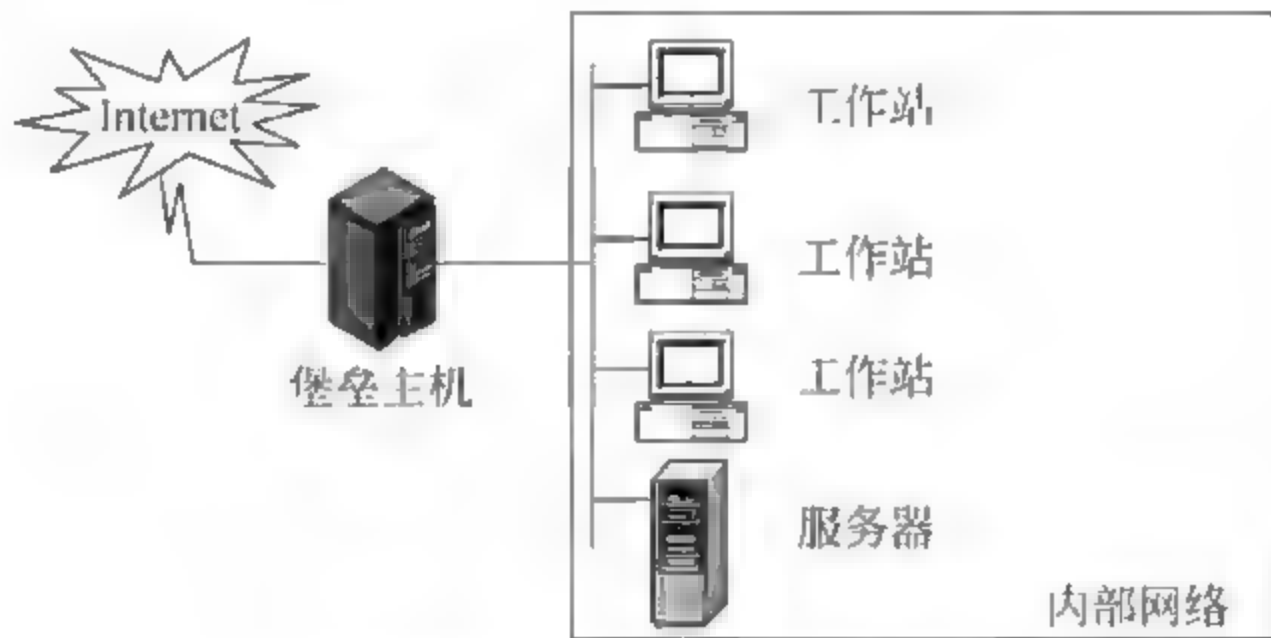 Internet
工作站
工作站
堡垒主机
工作站
服务器
内部网络